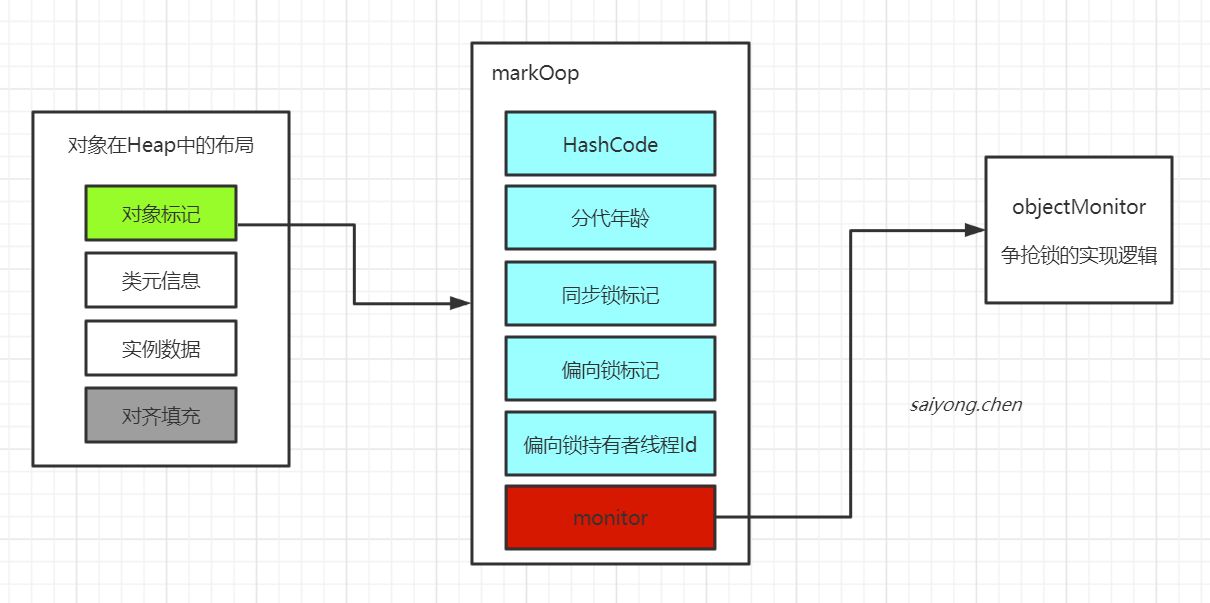 对象在Heap中的布局
对象标记
类元信息
实例数据
对齐填充
markOop
HashCode
分代年龄
同步锁标记
偏向锁标记
偏向锁持有者线程Id
monitor
objectMonitor
争抢锁的实现逻辑
saiyong.chen